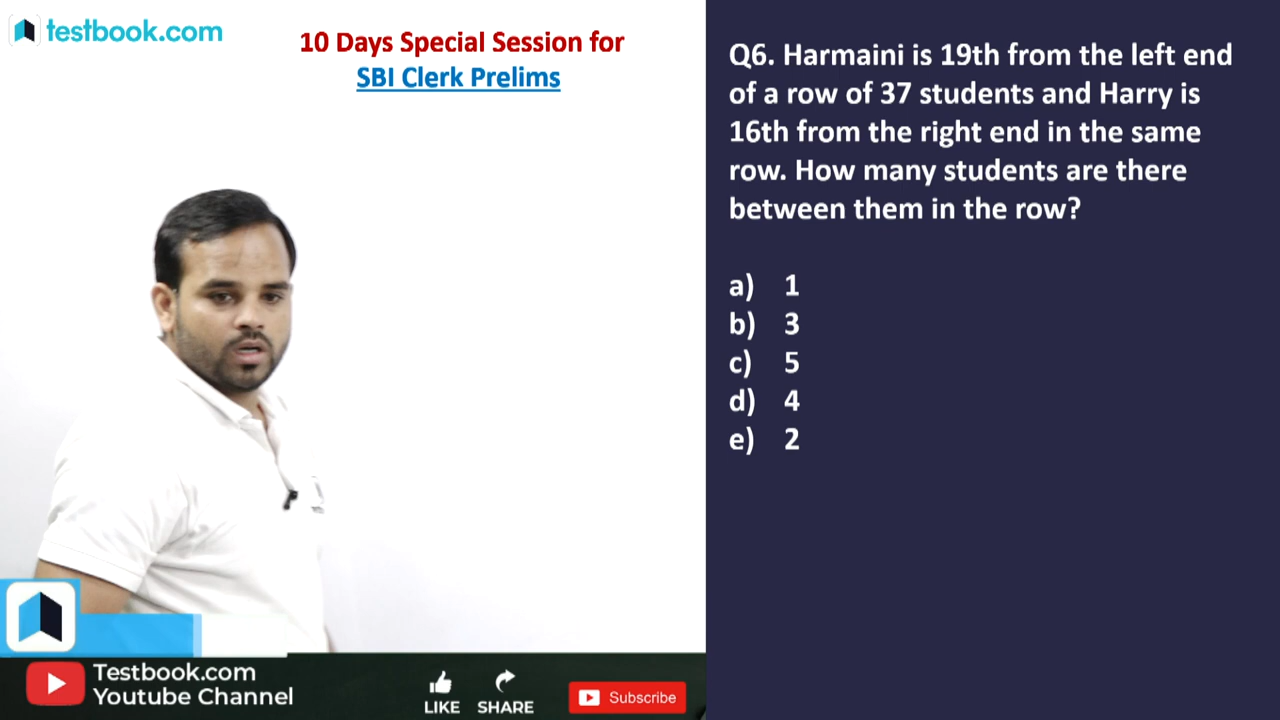 testbook.com
10 Days Special Session for
SBI Clerk Prelims
Q6. Harmaini is 19th from the left end
of a row of 37 students and Harry is
16th from the right end in the same
row. How many students are there
between them in the row?
a) 1
b) 3
c) 5
d) 4
e) 2
Testbook.com
Youtube Channel
LIKE
SHARE
Subscribe